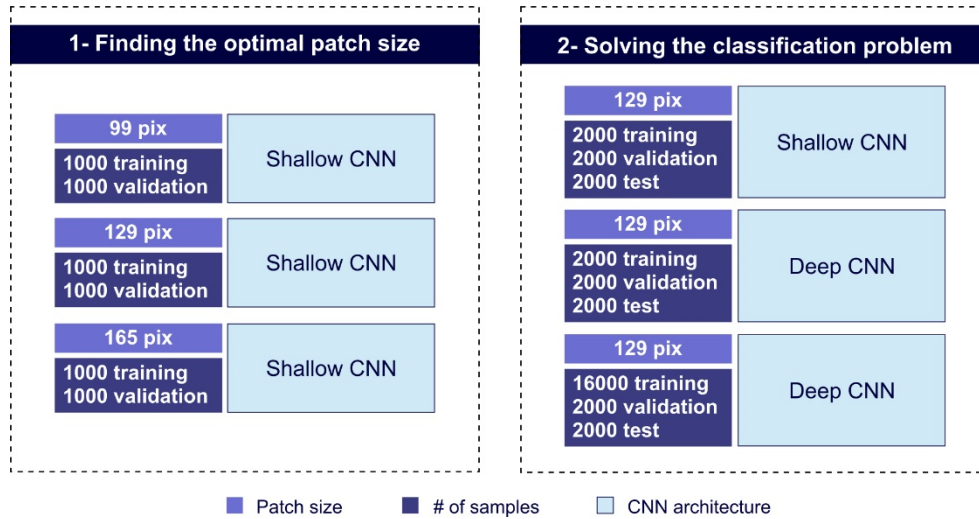 1- Finding the optimal patch size
99 pix
1000 training
1000 validation
Shallow CNN
129 pix
1000 training
1000 validation
Shallow CNN
165 pix
1000 training
1000 validation
Shallow CNN
2- Solving the classification problem
129 pix
2000 training
2000 validation
2000 test
Shallow CNN
129 pix
2000 training
2000 validation
2000 test
Deep CNN
129 pix
16000 training
2000 validation
2000 test
Deep CNN
Patch size
# of samples
CNN architecture